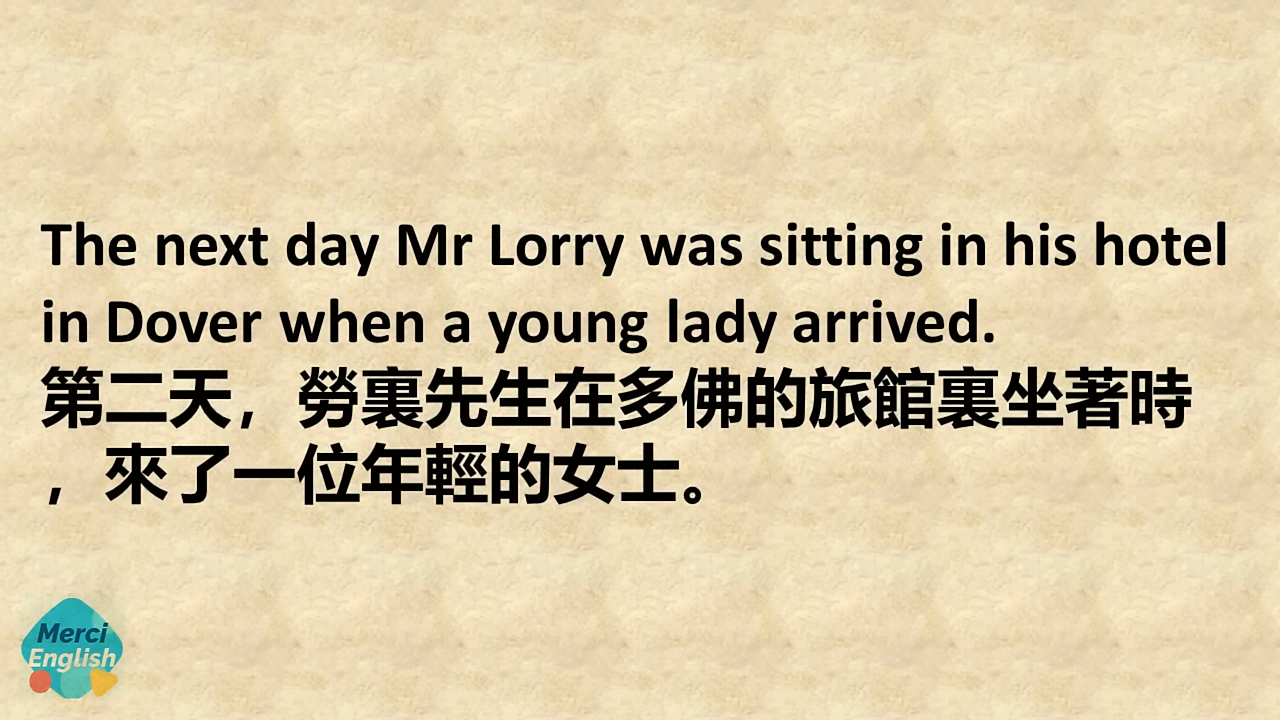 The next day Mr Lorry was sitting in his hotel
in Dover when a young lady arrived.
第二天，勞裏先生在多佛的旅館裏坐著時
，來了一位年輕的女士。
Merci
English